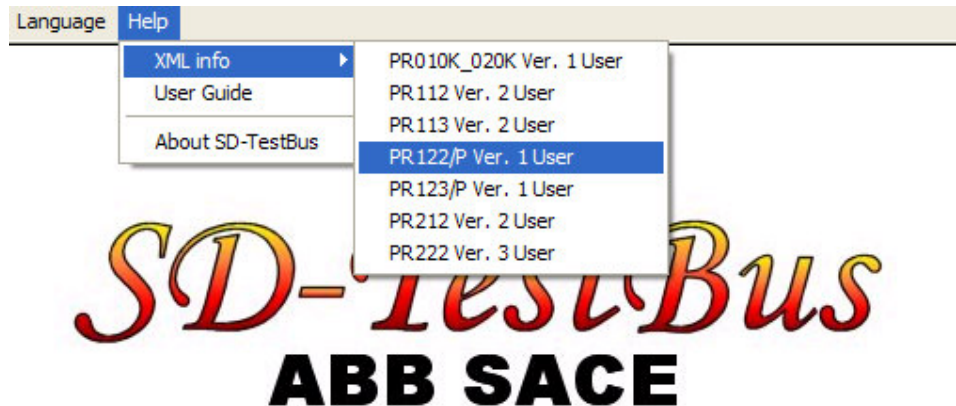 Language Help
XML info
User Guide
About SD-TestBus
PR010K_020K Ver. 1 User
PR112 Ver. 2 User
PR113 Ver. 2 User
PR122/P Ver. 1 User
PR123/P Ver. 1 User
PR212 Ver. 2 User
PR222 Ver. 3 User
SD-TestBus
ABB SACE